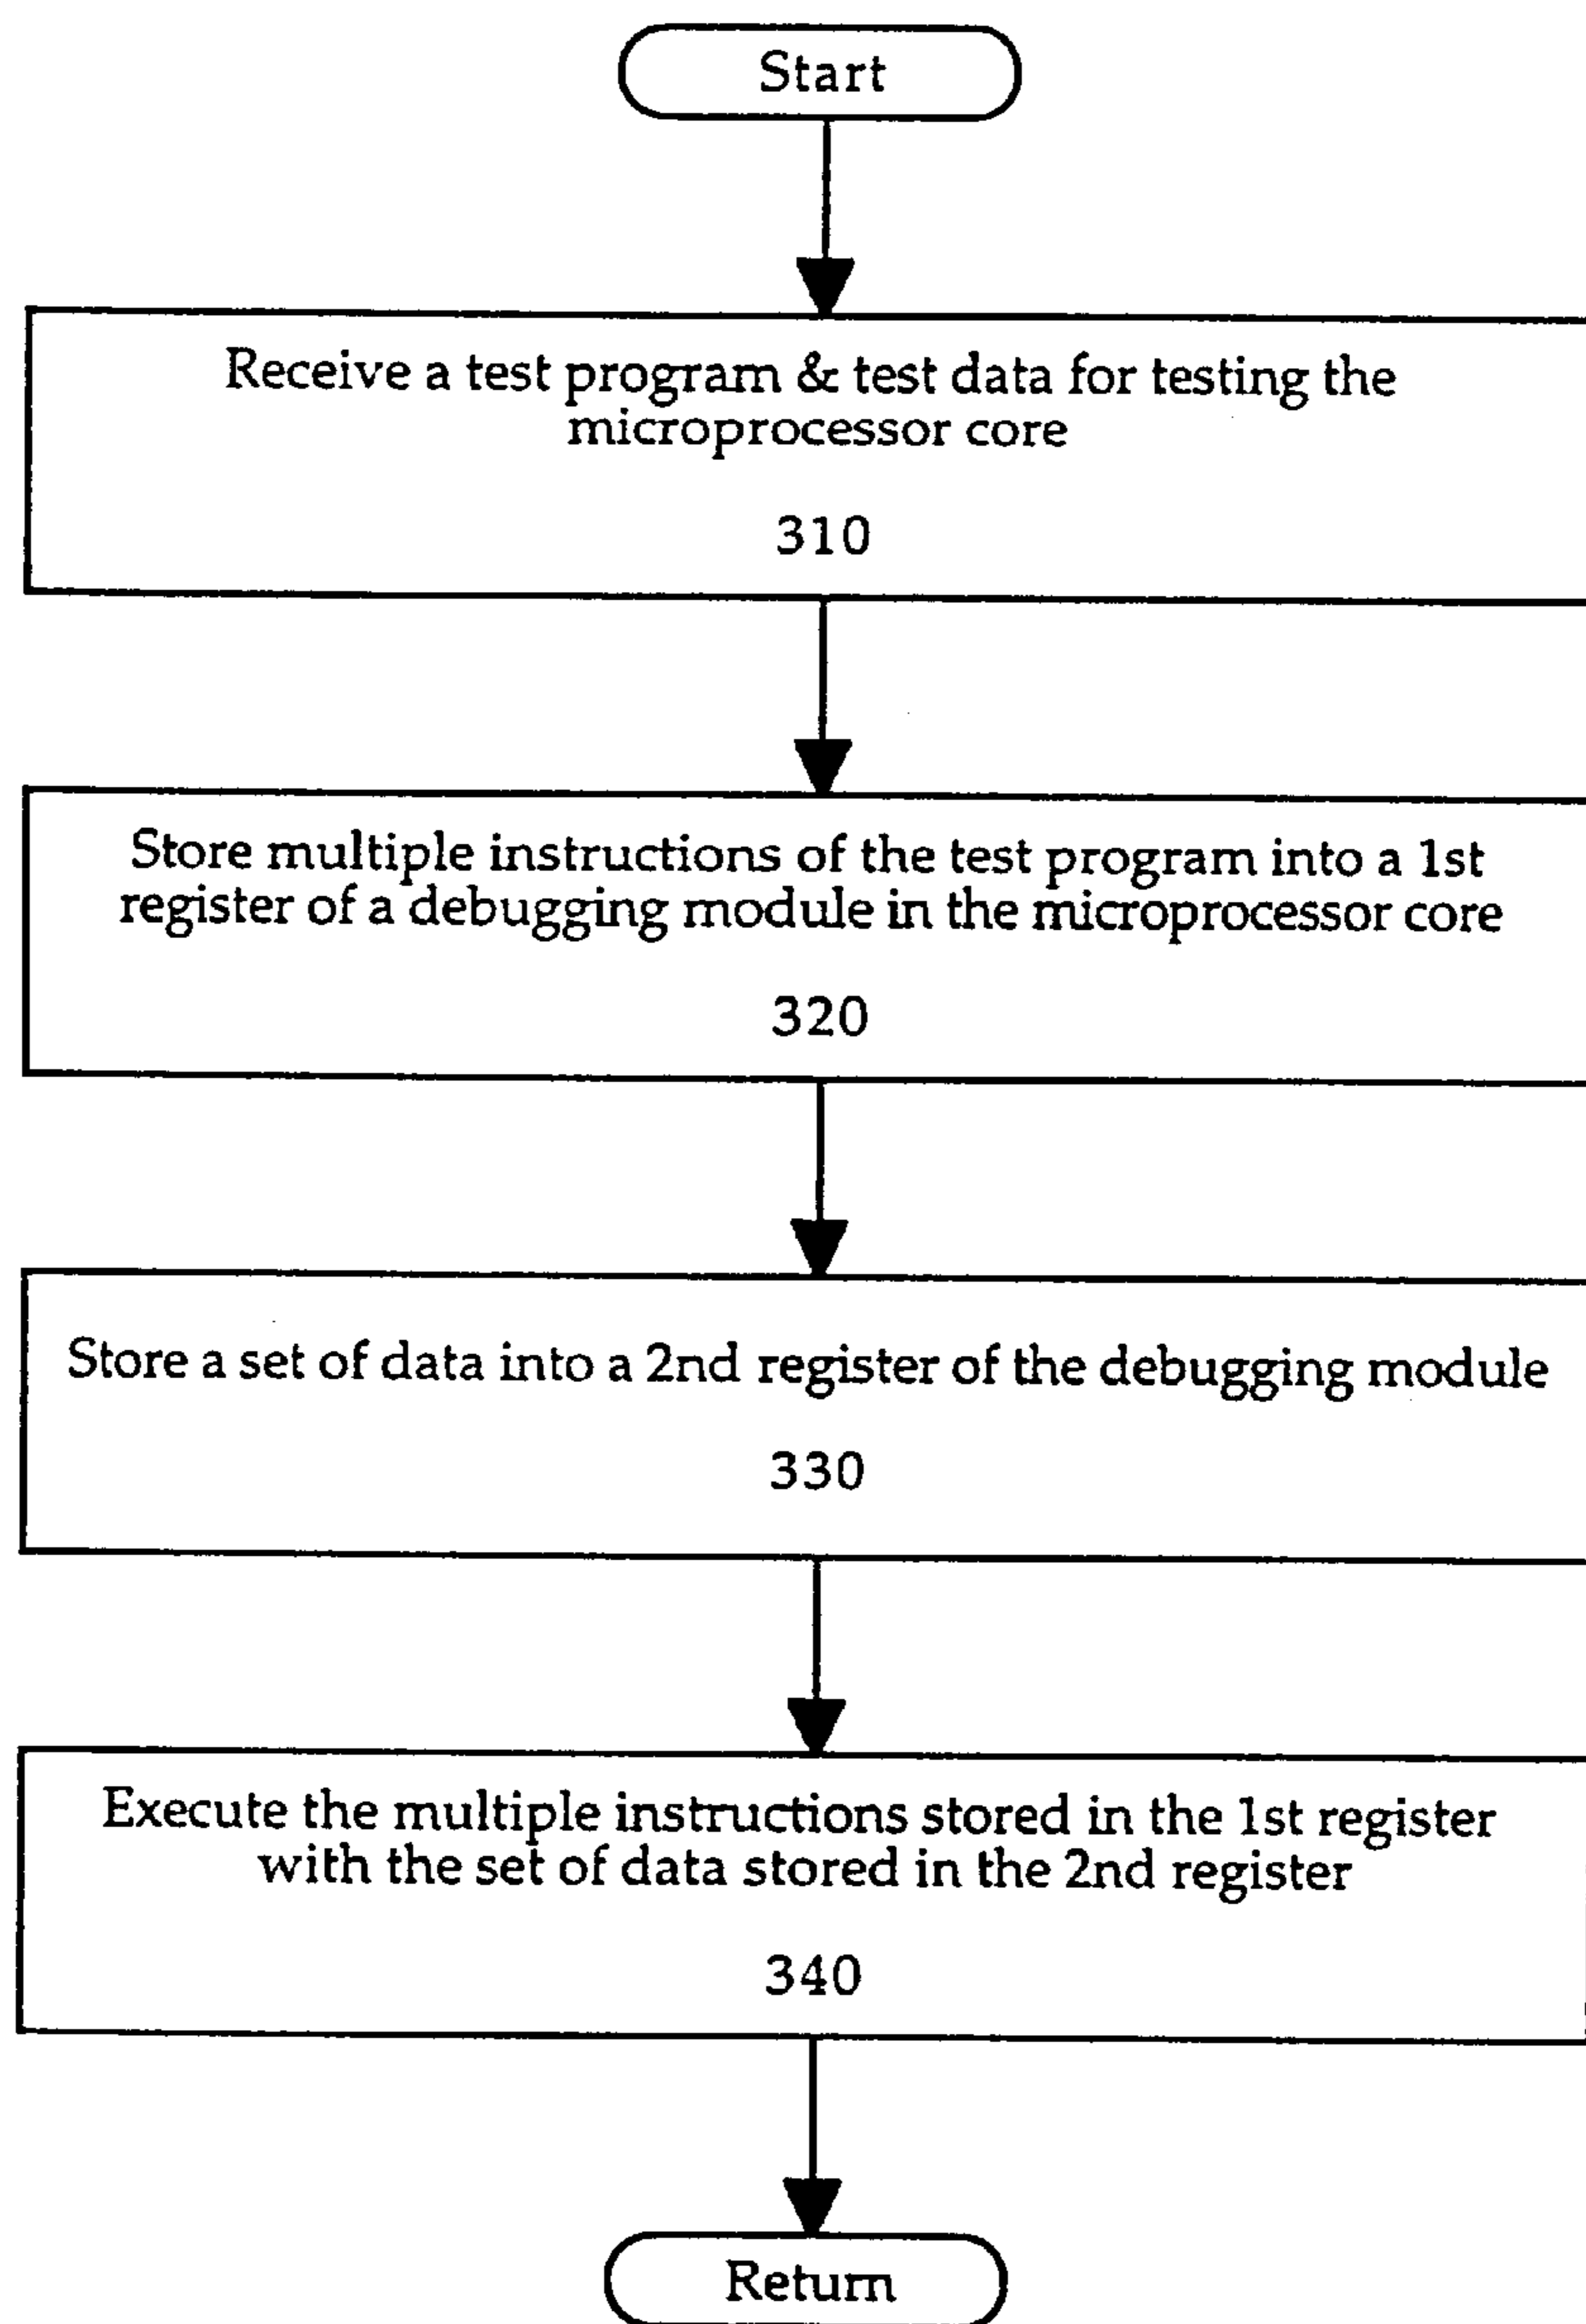 Start
Receive a test program & test data for testing the
microprocessor core
310
Store multiple instructions of the test program into a 1st
register of a debugging module in the microprocessor core
320
Store a set of data into a 2nd register of the debugging module
330
Execute the multiple instructions stored in the 1st register
with the set of data stored in the 2nd register
340
Return